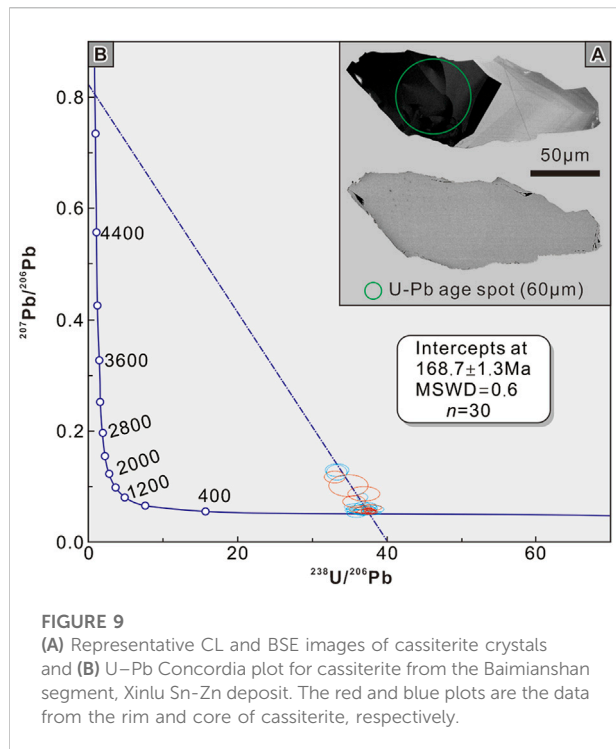 B
A
50μm
U-Pb age spot (60μm)
Intercepts at
168.7±1.3Ma
MSWD=0.6
n=30
0.8
0.6
0.4
0.2
0.0
²⁰⁷Pb/²⁰⁶Pb
4400
3600
2800
2000
1200
400
0
20
40
60
²³⁸U/²⁰⁶Pb
FIGURE 9
(A) Representative CL and BSE images of cassiterite crystals
and (B) U–Pb Concordia plot for cassiterite from the Baimianshan
segment, Xinlu Sn-Zn deposit. The red and blue plots are the data
from the rim and core of cassiterite, respectively.